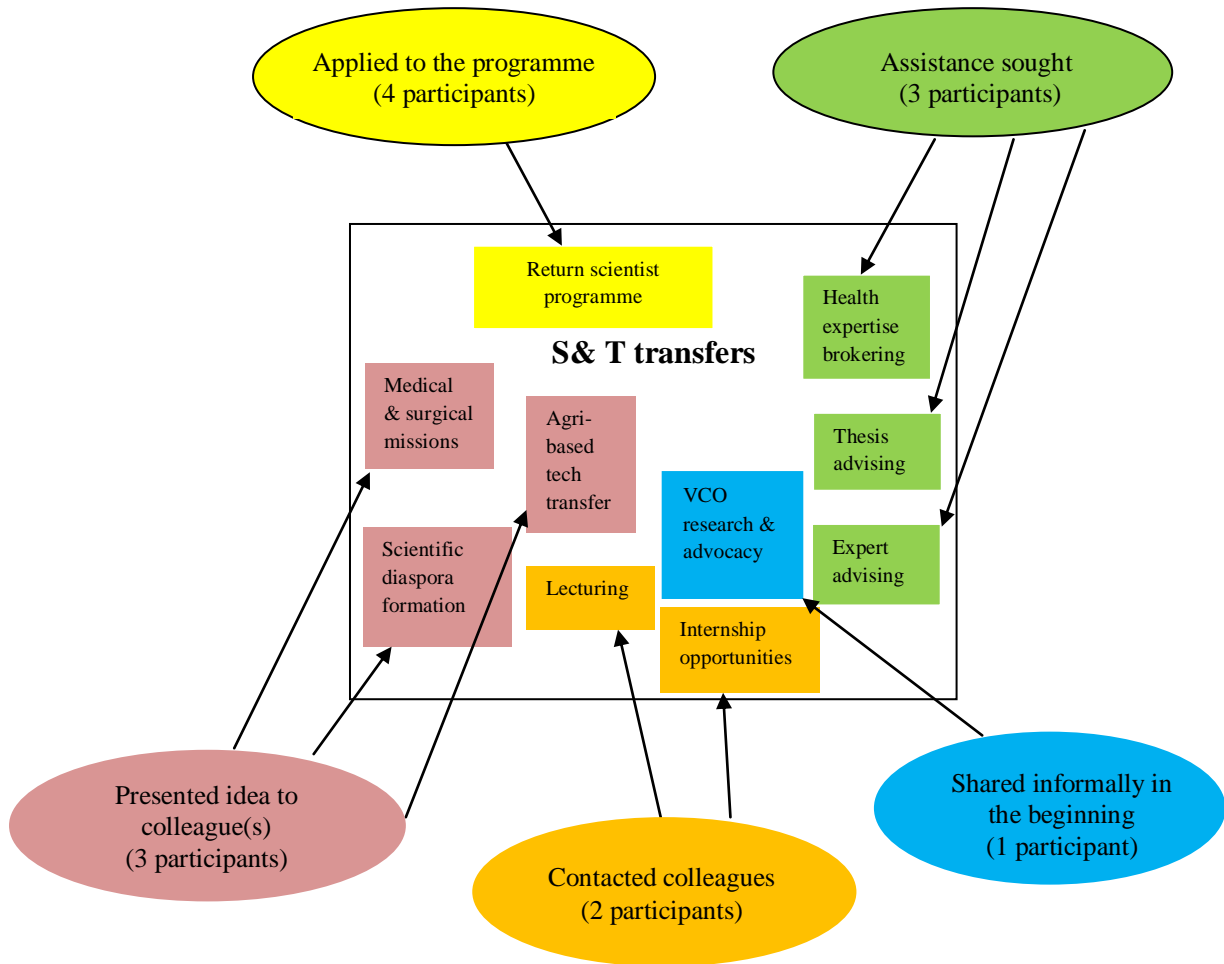 Applied to the programme
(4 participants)
Assistance sought
(3 participants)
Return scientist
programme
Health
expertise
brokering
S& T transfers
Medical
& surgical
missions
Agri-
based
tech
transfer
Thesis
advising
VCO
research &
advocacy
Scientific
diaspora
formation
Expert
advising
Lecturing
Internship
opportunities
Presented idea to
colleague(s)
(3 participants)
Contacted colleagues
(2 participants)
Shared informally in
the beginning
(1 participant)